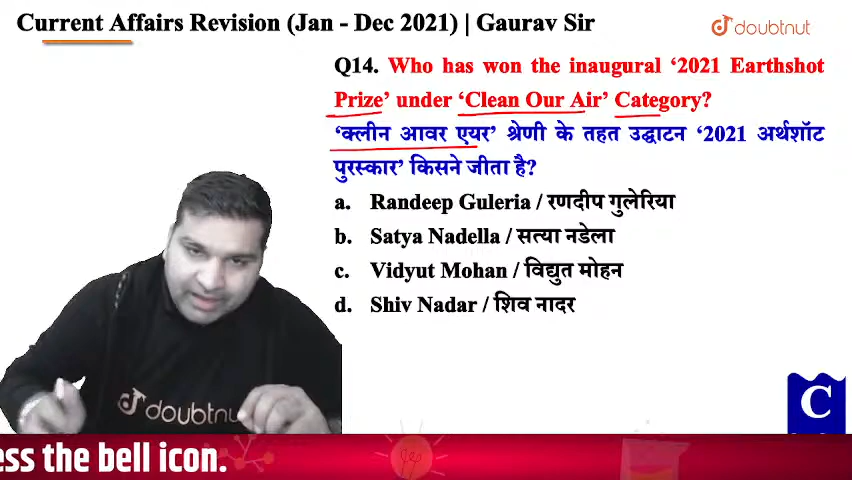 Current Affairs Revision (Jan - Dec 2021) | Gaurav Sir
doubtnut
Q14. Who has won the inaugural ‘2021 Earthshot
Prize’ under ‘Clean Our Air’ Category?
‘क्लीन आवर एयर’ श्रेणी के तहत उद्घाटन ‘2021 अर्थशॉट
पुरस्कार’ किसने जीता है?
a. Randeep Guleria / रणदीप गुलेरिया
b. Satya Nadella / सत्या नडेला
c. Vidyut Mohan / विद्युत मोहन
d. Shiv Nadar / शिव नादर
doubtnut
C
ess the bell icon.